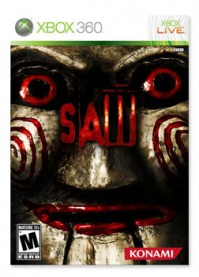 XBOX 360
XBOX
LIVE
SAW
MATURE 17+
M
ESRB
KONAMI